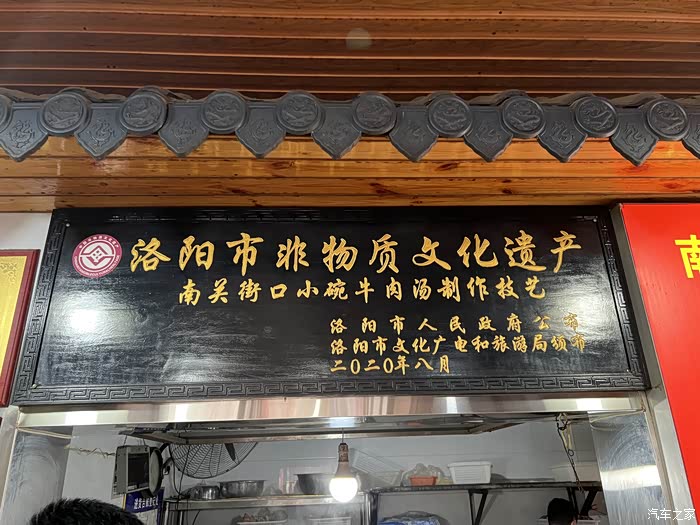 洛阳市非物质文化遗产
南关街口小碗牛肉汤制作技艺
洛阳市人民政府公布
洛阳市文化广电和旅游局颁布
二〇二〇年八月
南
汽车之家